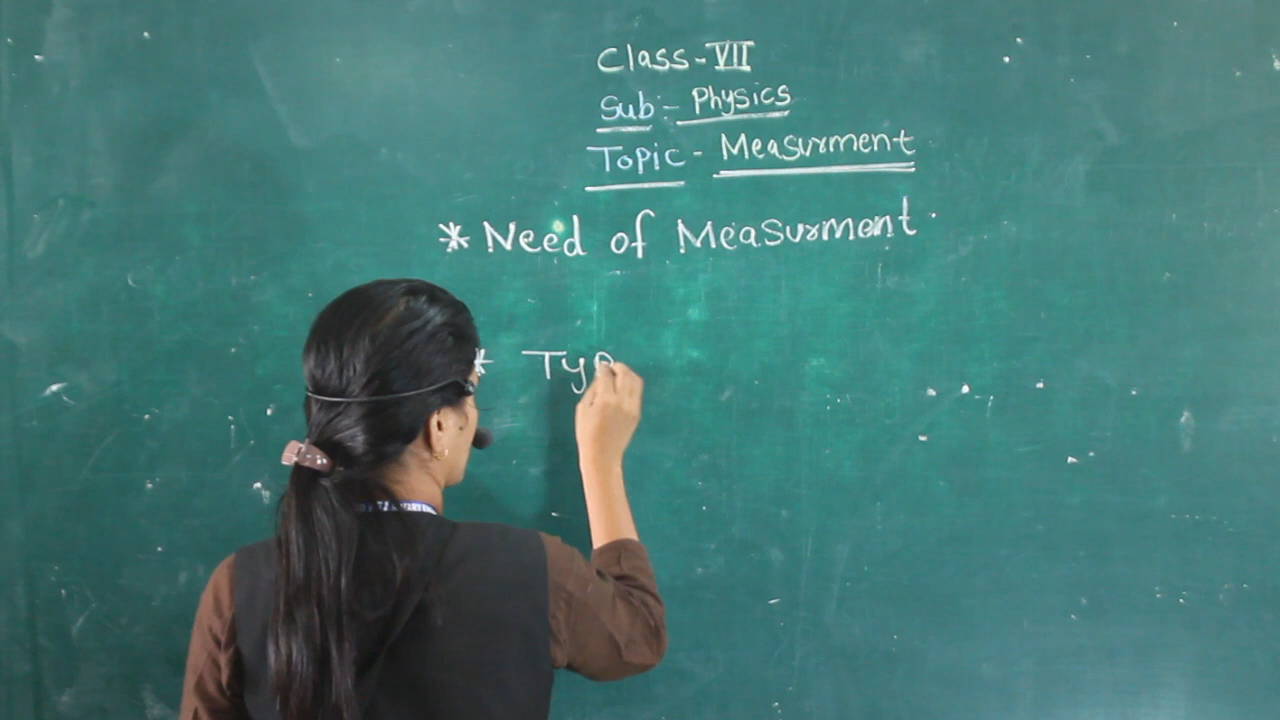 Class-VII
Sub:- Physics
Topic - Measurment
* Need of Measurment
* Typ